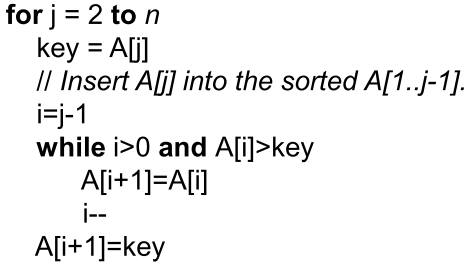 for j = 2 to n
key = A[j]
// Insert A[j] into the sorted A[1..j-1].
i=j-1
while i>0 and A[i]>key
A[i+1]=A[i]
i--
A[i+1]=key